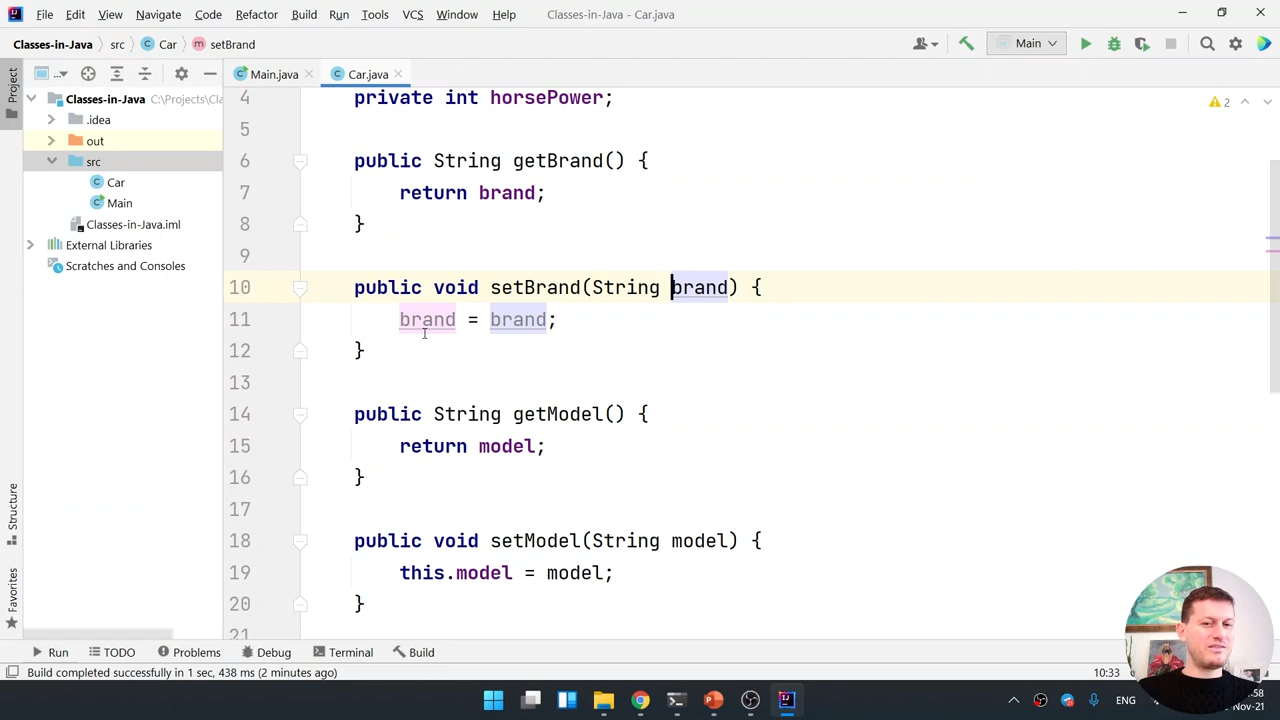 File Edit View Navigate Code Refactor Build Run Tools VCS Window Help Classes-in-Java - Car.java
Classes-in-Java src Car setBrand Main
Project
... Main.java Car.java
Classes-in-Java C:\Projects\Cla
.idea
out
src
Car
Main
Classes-in-Java.iml
External Libraries
Scratches and Consoles
2
4 private int horsePower;
5
6 public String getBrand() {
7 return brand;
8 }
9
10 public void setBrand(String brand) {
11 brand = brand;
12 }
13
14 public String getModel() {
15 return model;
16 }
17
18 public void setModel(String model) {
19 this.model = model;
20 }
21
Structure
Favorites
Run TODO Problems Debug Terminal Build
Build completed successfully in 1 sec, 438 ms (2 minutes ago) 10:33
ENG